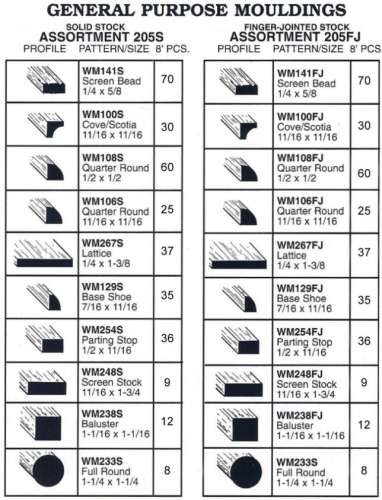 GENERAL PURPOSE MOULDINGS
SOLID STOCK
ASSORTMENT 205S
PROFILE PATTERN/SIZE 8' PCS.
WM141S
Screen Bead
1/4 x 5/8
70
WM100S
Cove/Scotia
11/16 x 11/16
30
WM108S
Quarter Round
1/2 x 1/2
60
WM106S
Quarter Round
11/16 x 11/16
25
WM267S
Lattice
1/4 x 1-3/8
37
WM129S
Base Shoe
7/16 x 11/16
35
WM254S
Parting Stop
1/2 x 11/16
36
WM248S
Screen Stock
11/16 x 1-3/4
9
WM238S
Baluster
1-1/16 x 1-1/16
12
WM233S
Full Round
1-1/4 x 1-1/4
8
FINGER-JOINTED STOCK
ASSORTMENT 205FJ
PROFILE PATTERN/SIZE 8' PCS.
WM141FJ
Screen Bead
1/4 x 5/8
70
WM100FJ
Cove/Scotia
11/16 x 11/16
30
WM108FJ
Quarter Round
1/2 x 1/2
60
WM106FJ
Quarter Round
11/16 x 11/16
25
WM267FJ
Lattice
1/4 x 1-3/8
37
WM129FJ
Base Shoe
7/16 x 11/16
35
WM254FJ
Parting Stop
1/2 x 11/16
36
WM248FJ
Screen Stock
11/16 x 1-3/4
9
WM238FJ
Baluster
1-1/16 x 1-1/16
12
WM233S
Full Round
1-1/4 x 1-1/4
8